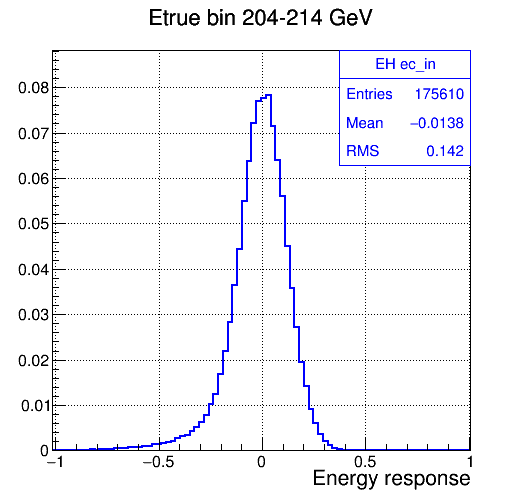 Etrue bin 204-214 GeV
EH ec_in
Entries 175610
Mean −0.0138
RMS 0.142
0.08
0.07
0.06
0.05
0.04
0.03
0.02
0.01
0
−1 −0.5 0 0.5 1
Energy response